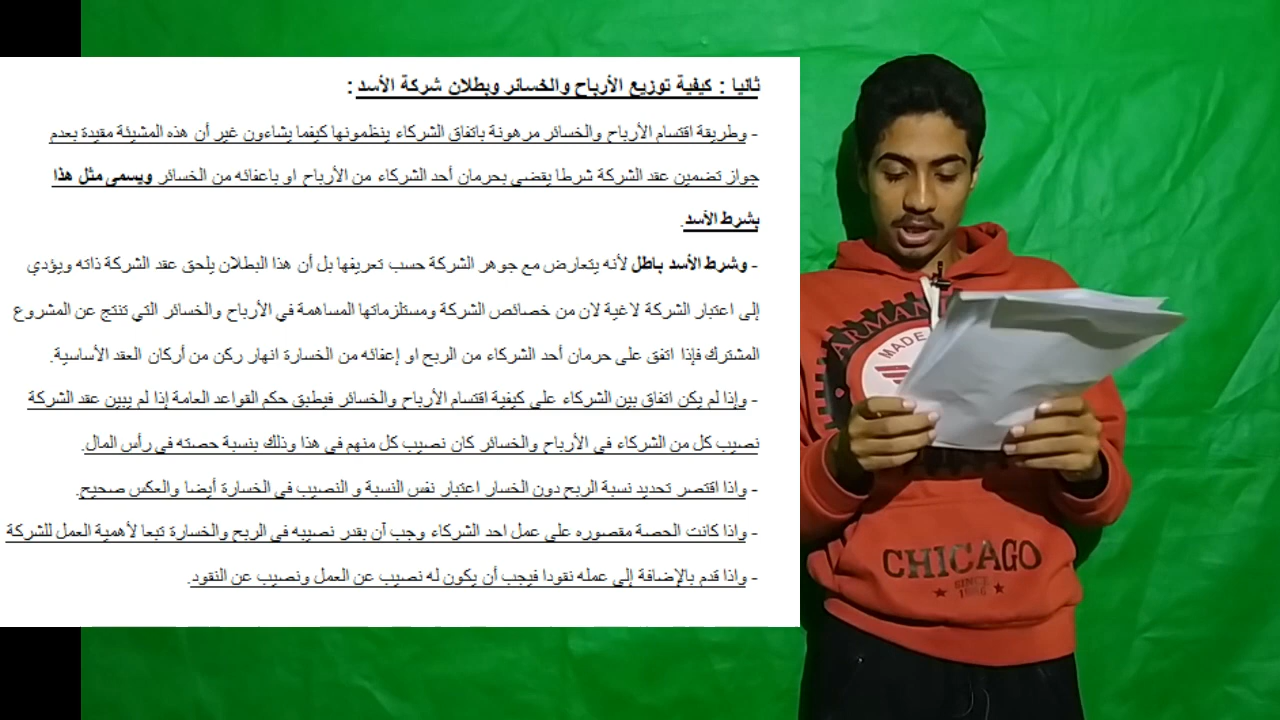 ثانيا : كيفية توزيع الأرباح والخسائر وبطلان شركة الأسد :
- وطريقة اقتسام الأرباح والخسائر مرهونة باتفاق الشركاء ينظمونها كيفما يشاءون غير أن هذه المشيئة مقيدة بعدم
جواز تضمين عقد الشركة شرطا يقضي بحرمان أحد الشركاء من الأرباح او باعفائه من الخسائر ويسمى مثل هذا
بشرط الأسد.
- وشرط الأسد باطل لأنه يتعارض مع جوهر الشركة حسب تعريفها بل أن هذا البطلان يلحق عقد الشركة ذاته ويؤدي
إلى اعتبار الشركة لاغية لان من خصائص الشركة ومستلزماتها المساهمة في الأرباح والخسائر التي تنتج عن المشروع
المشترك فإذا اتفق على حرمان أحد الشركاء من الربح او إعفائه من الخسارة انهار ركن من أركان العقد الأساسية.
- وإذا لم يكن اتفاق بين الشركاء على كيفية اقتسام الأرباح والخسائر فيطبق حكم القواعد العامة إذا لم يبين عقد الشركة
نصيب كل من الشركاء في الأرباح والخسائر كان نصيب كل منهم في هذا وذلك بنسبة حصته في رأس المال.
- واذا اقتصر تحديد نسبة الربح دون الخسار اعتبار نفس النسبة و النصيب في الخسارة أيضا والعكس صحيح.
- واذا كانت الحصة مقصوره على عمل احد الشركاء وجب آن يقدر نصيبه في الربح والخسارة تبعا لأهمية العمل للشركة
- واذا قدم بالإضافة إلى عمله نقودا فيجب أن يكون له نصيب عن العمل ونصيب عن النقود.
ARMANI
MADE
CHICAGO
SINCE